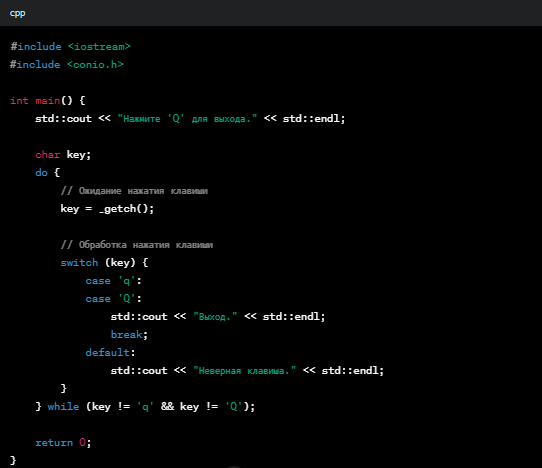 cpp
#include <iostream>
#include <conio.h>
int main() {
std::cout << "Нажмите 'Q' для выхода." << std::endl;
char key;
do {
// Ожидание нажатия клавиши
key = _getch();
// Обработка нажатия клавиши
switch (key) {
case 'q':
case 'Q':
std::cout << "Выход." << std::endl;
break;
default:
std::cout << "Неверная клавиша." << std::endl;
}
} while (key != 'q' && key != 'Q');
return 0;
}